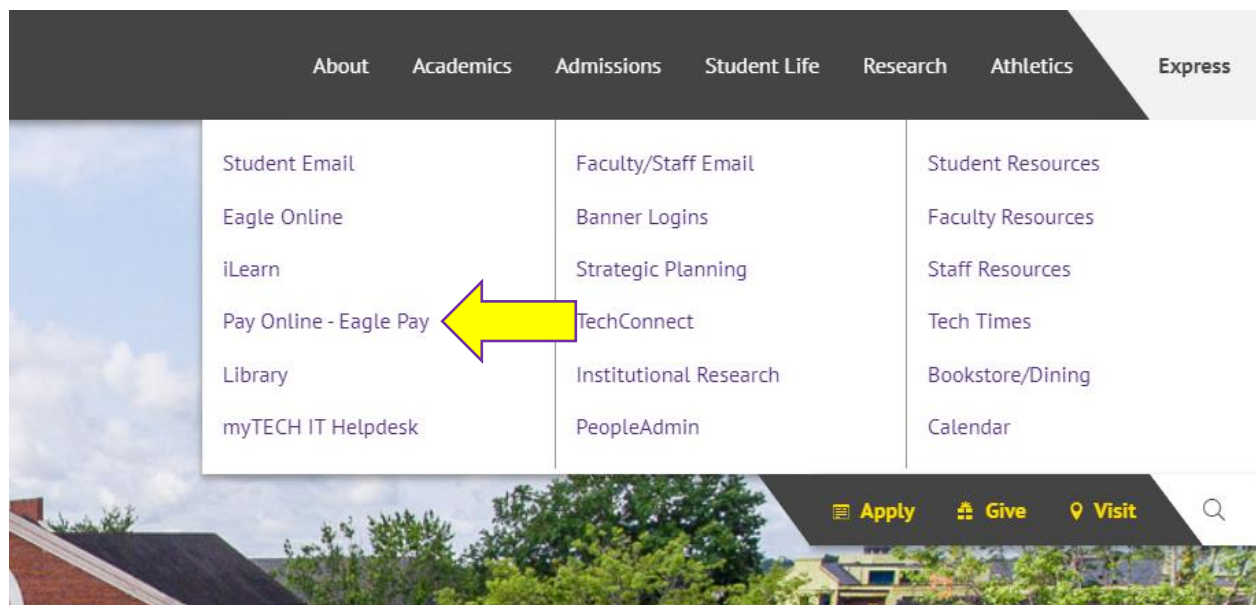 About Academics Admissions Student Life Research Athletics Express
Student Email
Eagle Online
iLearn
Pay Online - Eagle Pay
Library
myTECH IT Helpdesk
Faculty/Staff Email
Banner Logins
Strategic Planning
TechConnect
Institutional Research
PeopleAdmin
Student Resources
Faculty Resources
Staff Resources
Tech Times
Bookstore/Dining
Calendar
Apply Give Visit